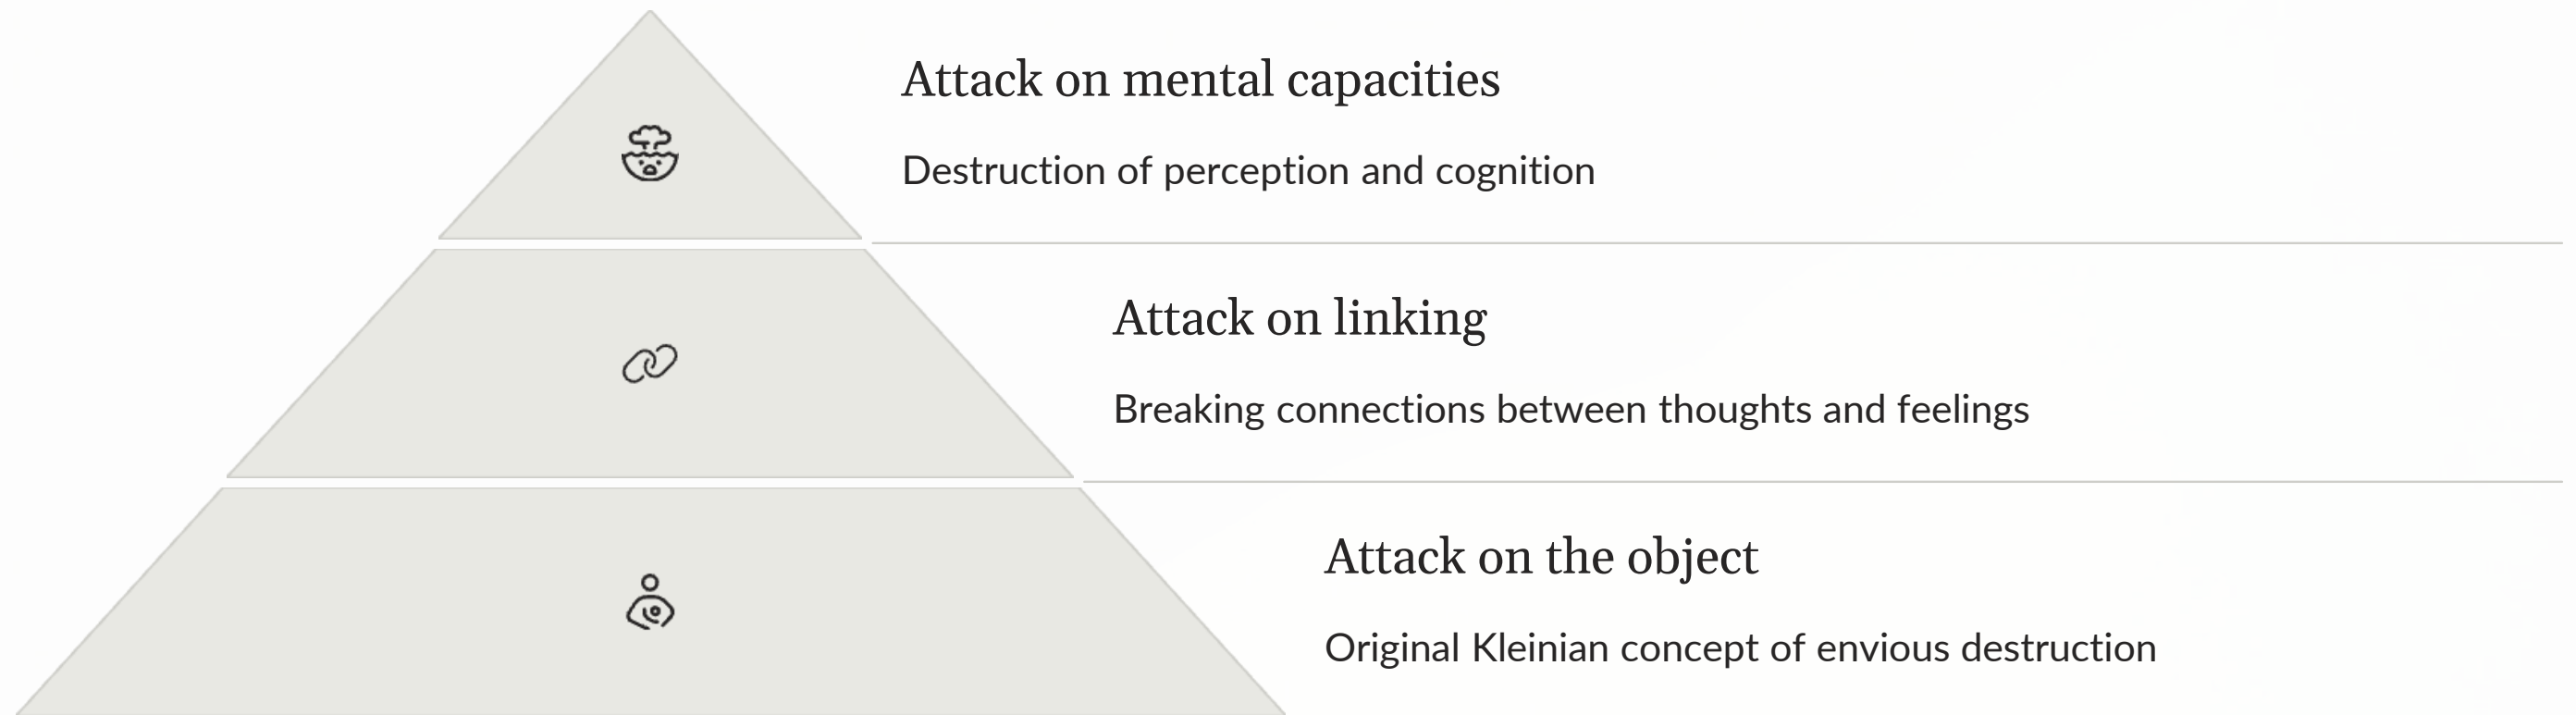 Attack on mental capacities
Destruction of perception and cognition
Attack on linking
Breaking connections between thoughts and feelings
Attack on the object
Original Kleinian concept of envious destruction